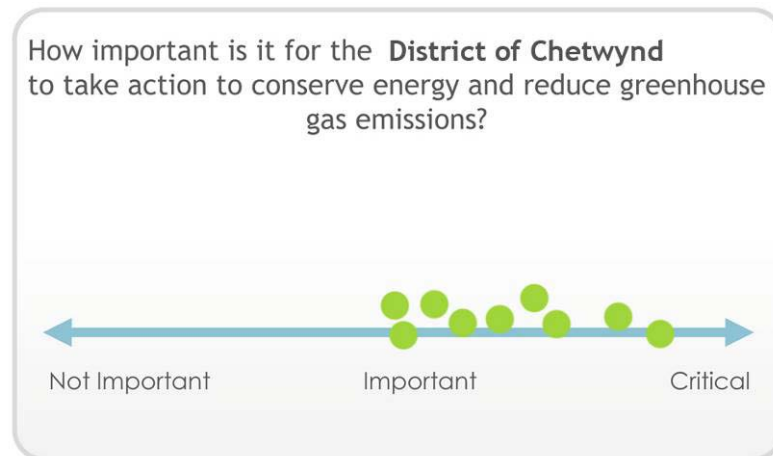 How important is it for the District of Chetwynd
to take action to conserve energy and reduce greenhouse
gas emissions?
Not Important Important Critical